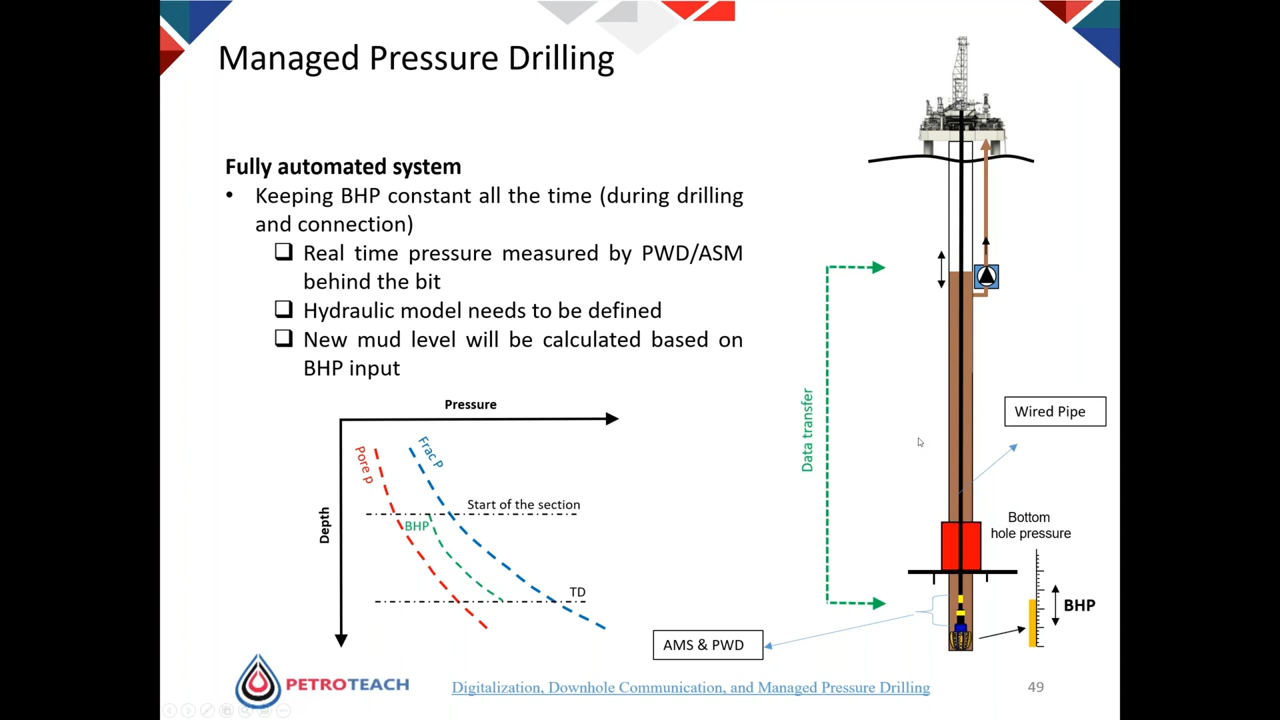 Managed Pressure Drilling
Fully automated system
• Keeping BHP constant all the time (during drilling
and connection)
❑ Real time pressure measured by PWD/ASM
behind the bit
❑ Hydraulic model needs to be defined
❑ New mud level will be calculated based on
BHP input
Pressure
Depth
Pore p
Frac P
Start of the section
BHP
TD
Data transfer
Wired Pipe
Bottom
hole pressure
BHP
AMS & PWD
PETROTEACH
Digitalization, Downhole Communication, and Managed Pressure Drilling
49